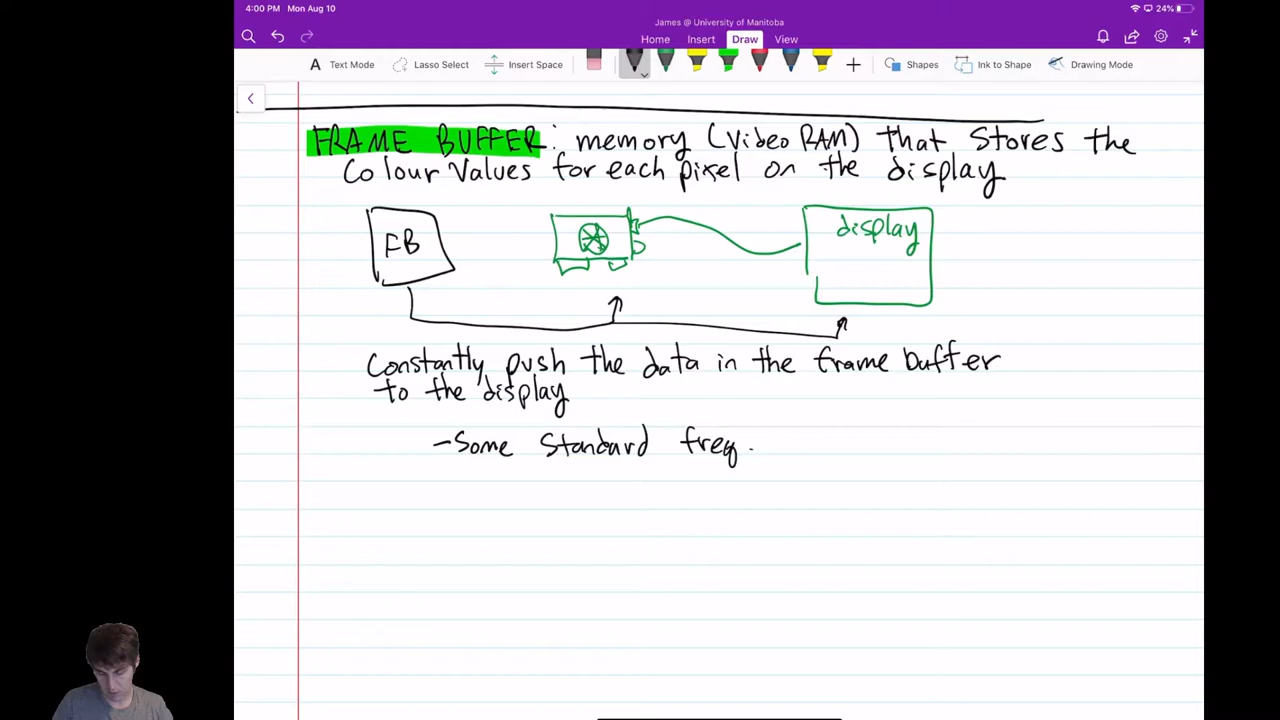 4:00 PM Mon Aug 10
24%
James @ University of Manitoba
Home Insert Draw View
Text Mode Lasso Select Insert Space Shapes Ink to Shape Drawing Mode
FRAME BUFFER: memory (Video RAM) that Stores the
Colour Values for each pixel on the display
FB
display
Constantly push the data in the frame buffer
to the display
-Some Standard freq.